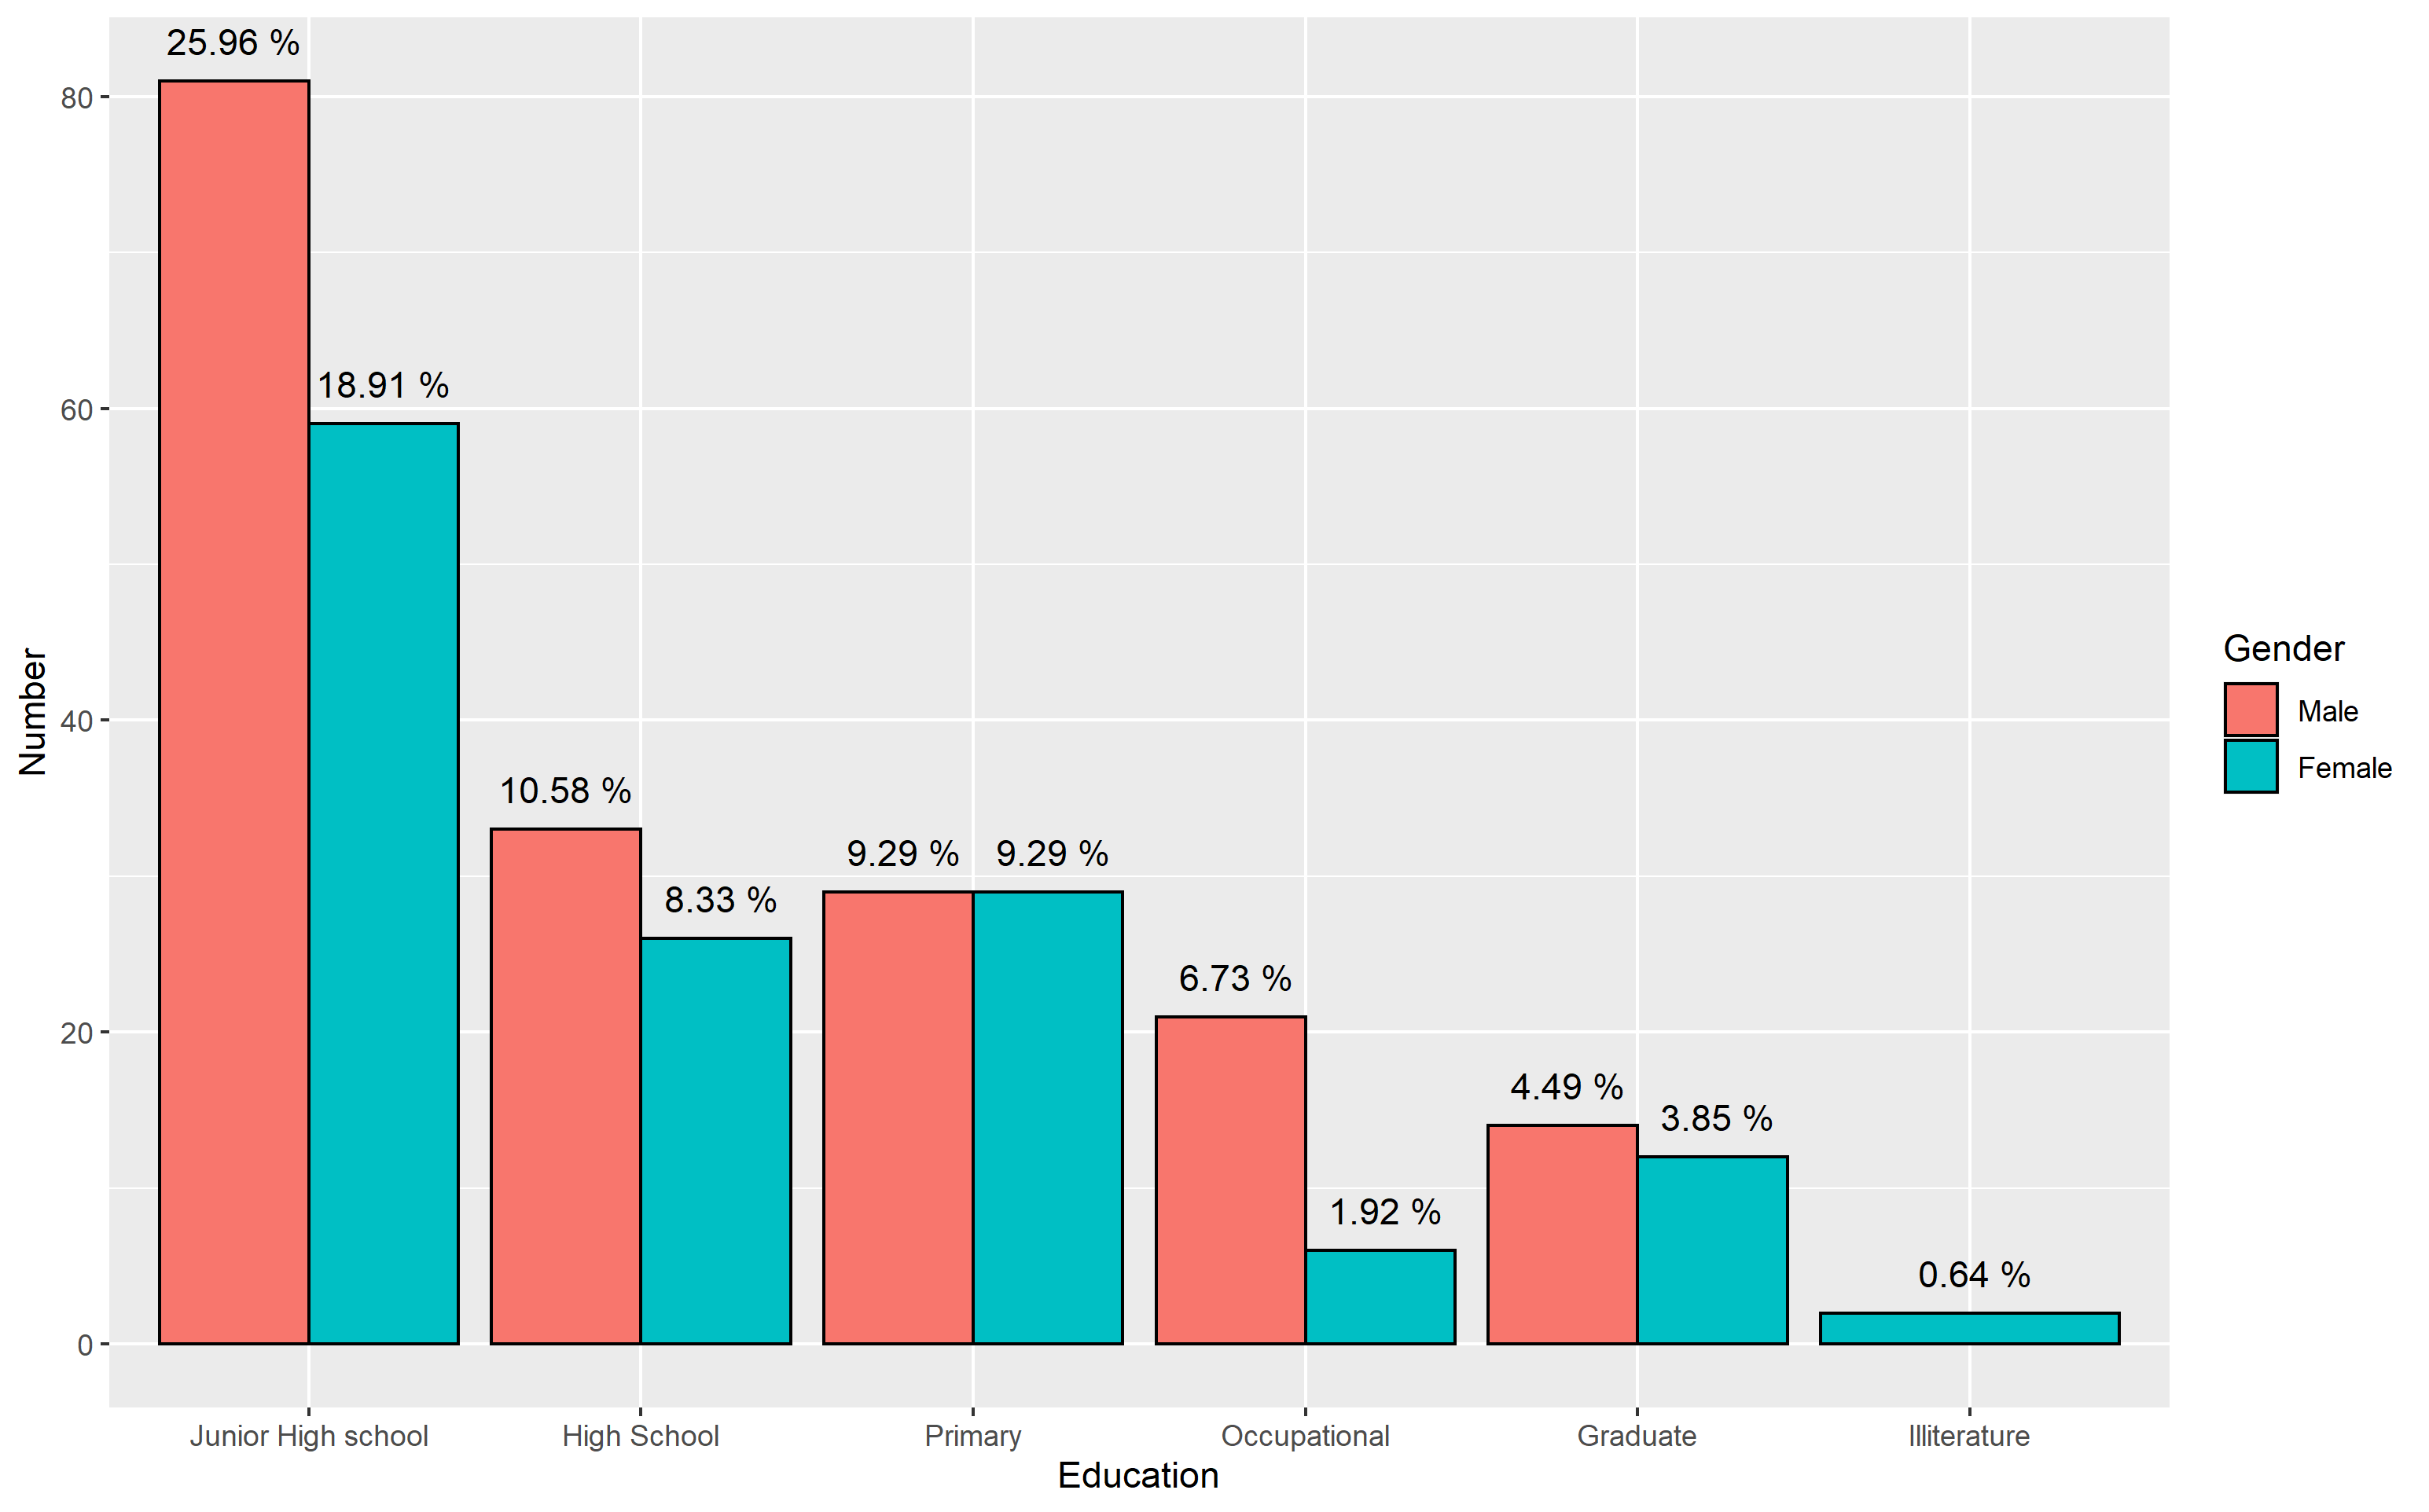 25.96 %
18.91 %
10.58 %
8.33 %
9.29 %
9.29 %
6.73 %
1.92 %
4.49 %
3.85 %
0.64 %
80
60
40
20
0
Number
Junior High school
High School
Primary
Occupational
Graduate
Illiterature
Education
Gender
Male
Female